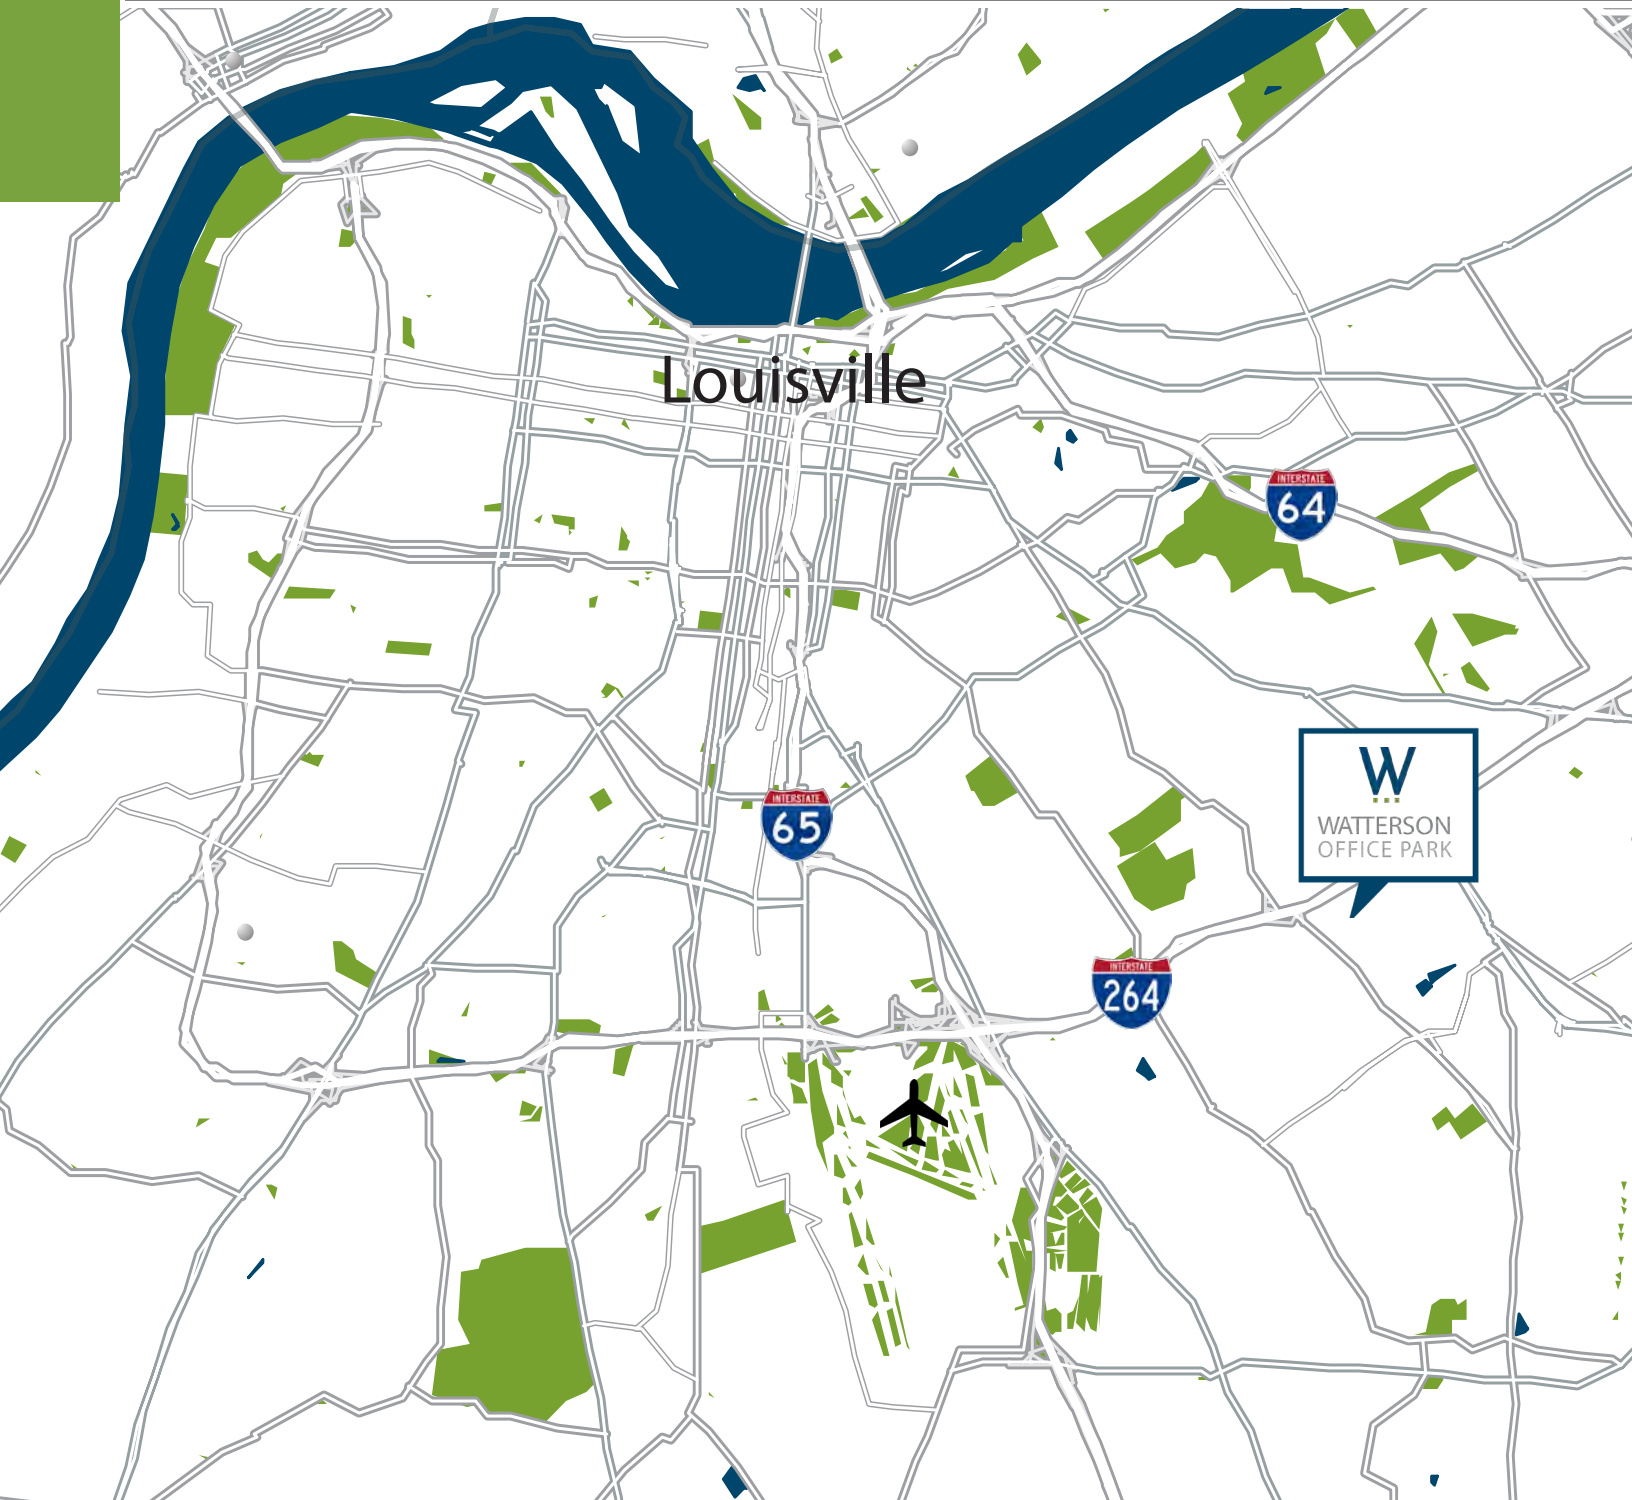 Louisville
INTERSTATE
64
W
WATTERSON
OFFICE PARK
INTERSTATE
65
INTERSTATE
264